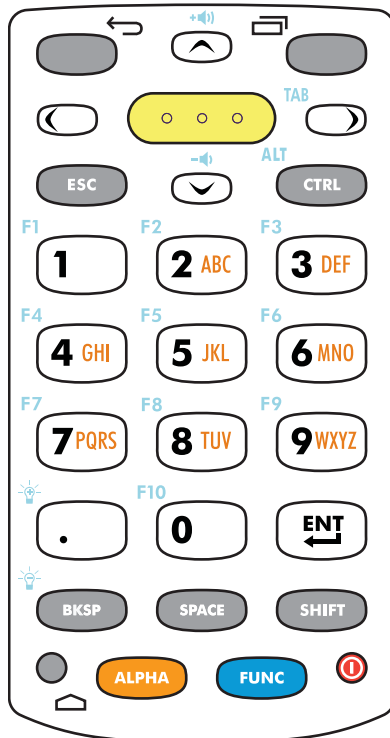 TAB
ESC
ALT
CTRL
F1
F2
F3
1
2 ABC
3 DEF
F4
F5
F6
4 GHI
5 JKL
6 MNO
F7
F8
F9
7 PQRS
8 TUV
9 WXYZ
F10
.
0
ENT
BKSP
SPACE
SHIFT
ALPHA
FUNC